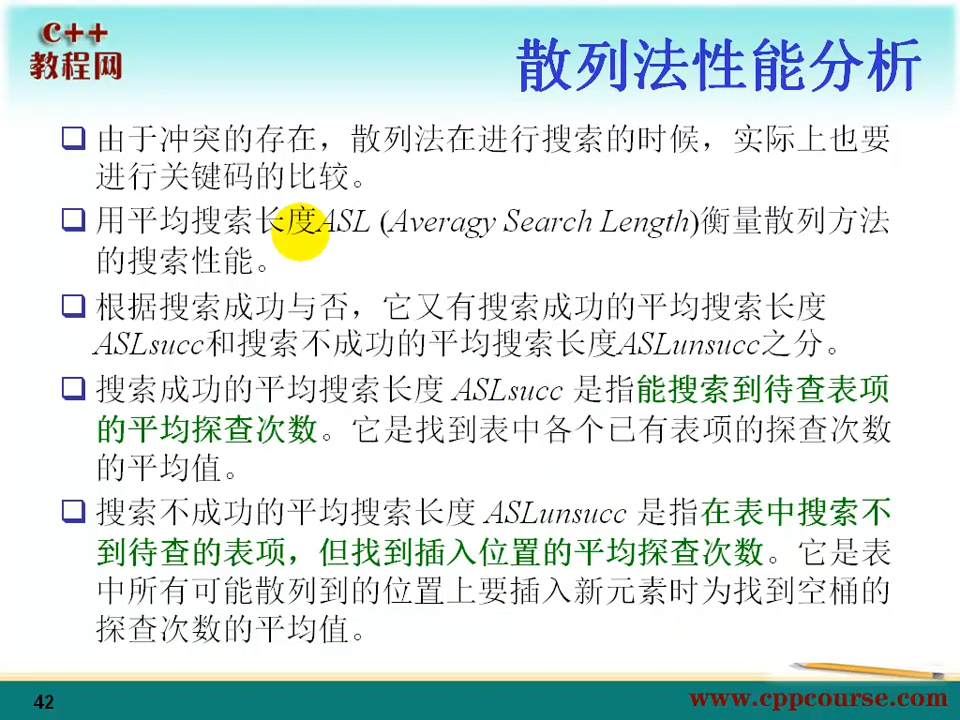 C++
教程网
散列法性能分析
由于冲突的存在，散列法在进行搜索的时候，实际上也要
进行关键码的比较。
用平均搜索长度ASL (Averagy Search Length)衡量散列方法
的搜索性能。
根据搜索成功与否，它又有搜索成功的平均搜索长度
ASLsucc和搜索不成功的平均搜索长度ASLunsucc之分。
搜索成功的平均搜索长度 ASLsucc 是指能搜索到待查表项
的平均探查次数。它是找到表中各个已有表项的探查次数
的平均值。
搜索不成功的平均搜索长度 ASLunsucc 是指在表中搜索不
到待查的表项，但找到插入位置的平均探查次数。它是表
中所有可能散列到的位置上要插入新元素时为找到空桶的
探查次数的平均值。
42
www.cppcourse.com